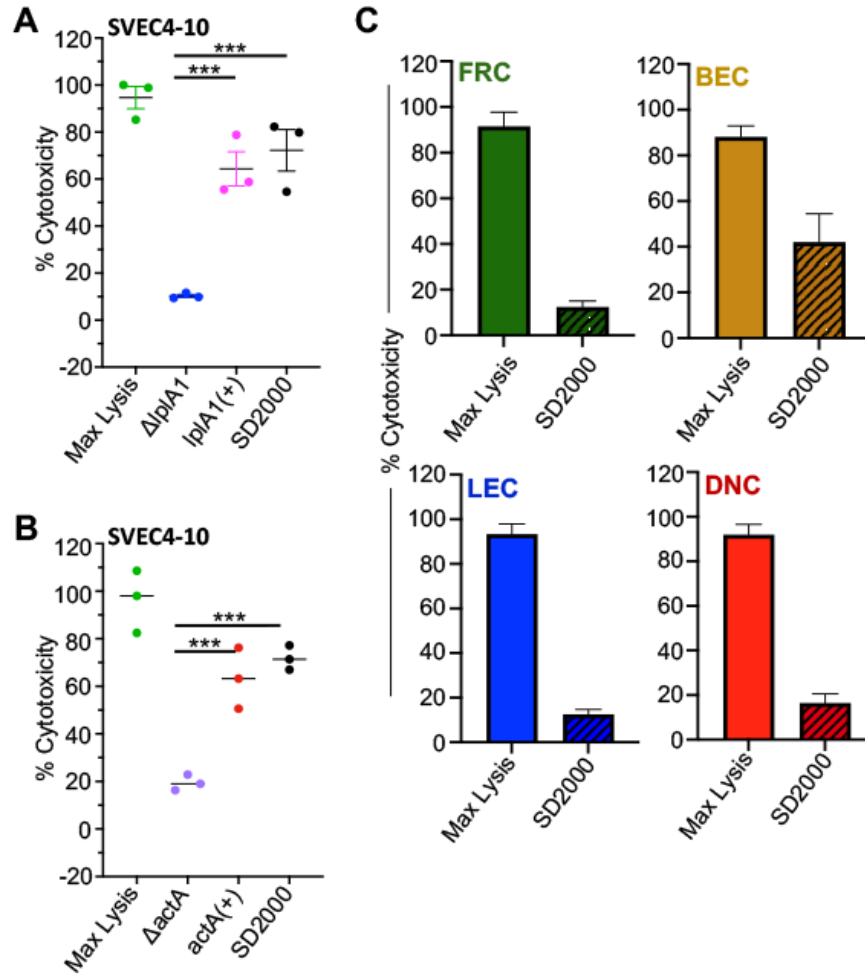 A
SVEC4-10
120
100
80
60
40
20
0
-20
% Cytotoxicity
***
***
Max Lysis
ΔlplA1
lplA1(+)
SD2000
B
SVEC4-10
120
100
80
60
40
20
0
-20
% Cytotoxicity
***
***
Max Lysis
ΔactA
actA(+)
SD2000
C
% Cytotoxicity
FRC
120
100
80
60
40
20
0
Max Lysis
SD2000
BEC
120
100
80
60
40
20
0
Max Lysis
SD2000
LEC
120
100
80
60
40
20
0
Max Lysis
SD2000
DNC
120
100
80
60
40
20
0
Max Lysis
SD2000